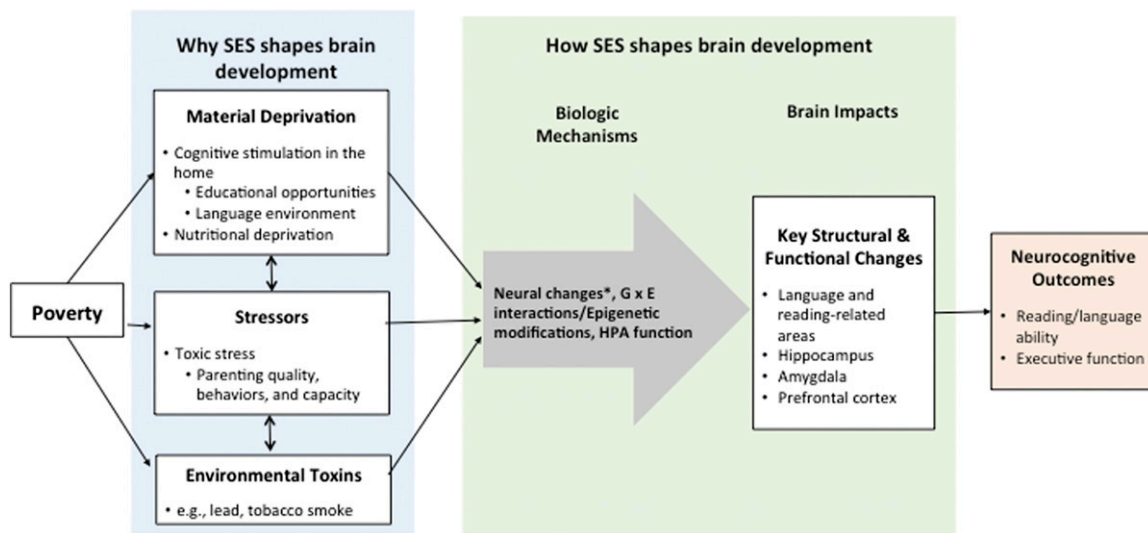 Why SES shapes brain
development
Material Deprivation
• Cognitive stimulation in the
home
• Educational opportunities
• Language environment
• Nutritional deprivation
Poverty
Stressors
• Toxic stress
• Parenting quality,
behaviors, and capacity
Environmental Toxins
• e.g., lead, tobacco smoke
How SES shapes brain development
Biologic
Mechanisms
Neural changes*, G x E
interactions/Epigenetic
modifications, HPA function
Brain Impacts
Key Structural &
Functional Changes
• Language and
reading-related
areas
• Hippocampus
• Amygdala
• Prefrontal cortex
Neurocognitive
Outcomes
• Reading/language
ability
• Executive function